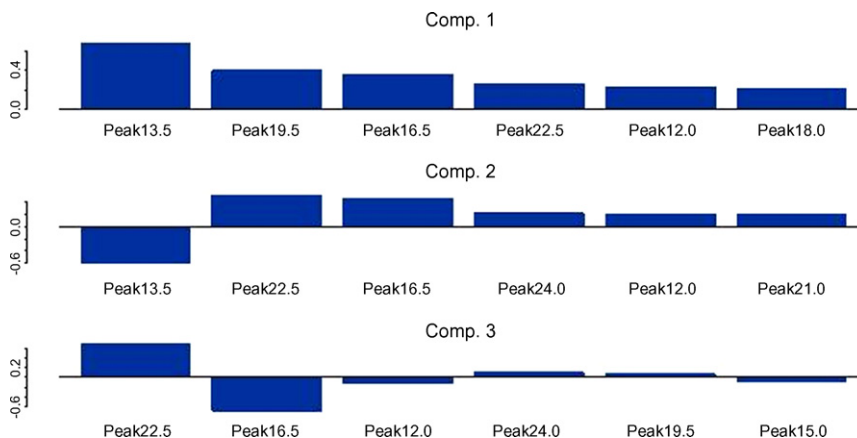 Comp. 1
0.4
0.0
Peak13.5 Peak19.5 Peak16.5 Peak22.5 Peak12.0 Peak18.0
Comp. 2
0.0
-0.6
Peak13.5 Peak22.5 Peak16.5 Peak24.0 Peak12.0 Peak21.0
Comp. 3
0.2
-0.6
Peak22.5 Peak16.5 Peak12.0 Peak24.0 Peak19.5 Peak15.0